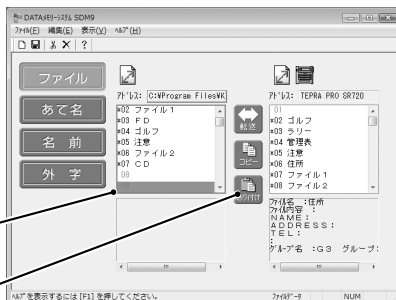 DATAﾒﾓﾘｰｼｽﾃﾑ SDM9
ﾌｧｲﾙ(F) 編集(E) 表示(V) ﾍﾙﾌﾟ(H)
?
ファイル
あて名
名 前
外 字
ｱﾄﾞﾚｽ: C:¥Program Files¥K
*02 ファイル１
*03 ＦＤ
*04 ゴルフ
*05 注意
*06 ファイル２
*07 ＣＤ
08
転送
コピー
貼り付け
ｱﾄﾞﾚｽ: TEPRA PRO SR720
01
*02 ゴルフ
*03 ラリー
*04 管理表
*05 注意
*06 住所
*07 ファイル１
*08 ファイル２
ﾌｧｲﾙ名 :住所
ﾌｧｲﾙ内容 :
ＮＡＭＥ：
ＡＤＤＲＥＳＳ：
ＴＥＬ：
:
ｸﾞﾙｰﾌﾟ名 :Ｇ３ グループ:
ﾍﾙﾌﾟを表示するには [F1] を押してください。
ﾌｧｲﾙﾃﾞｰﾀ
NUM